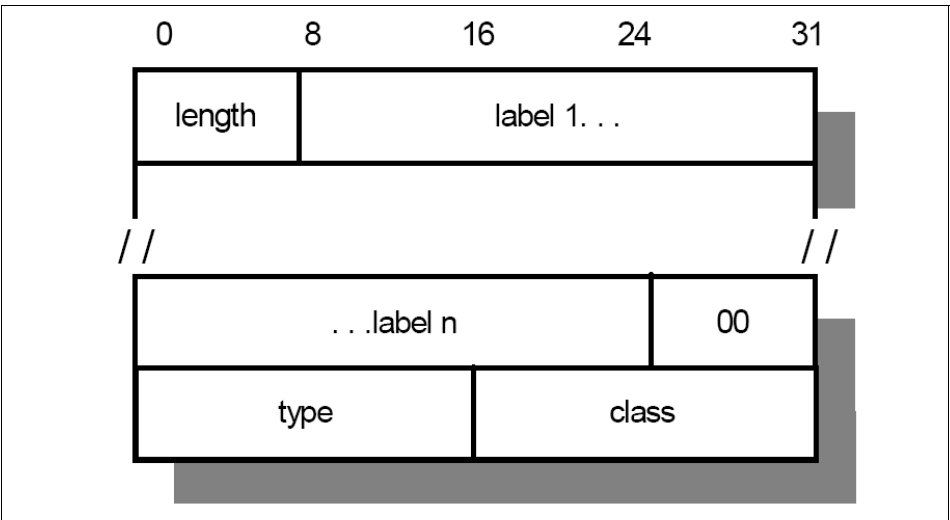 0 8 16 24 31
length label 1. . .
/ / / /
. . .label n 00
type class